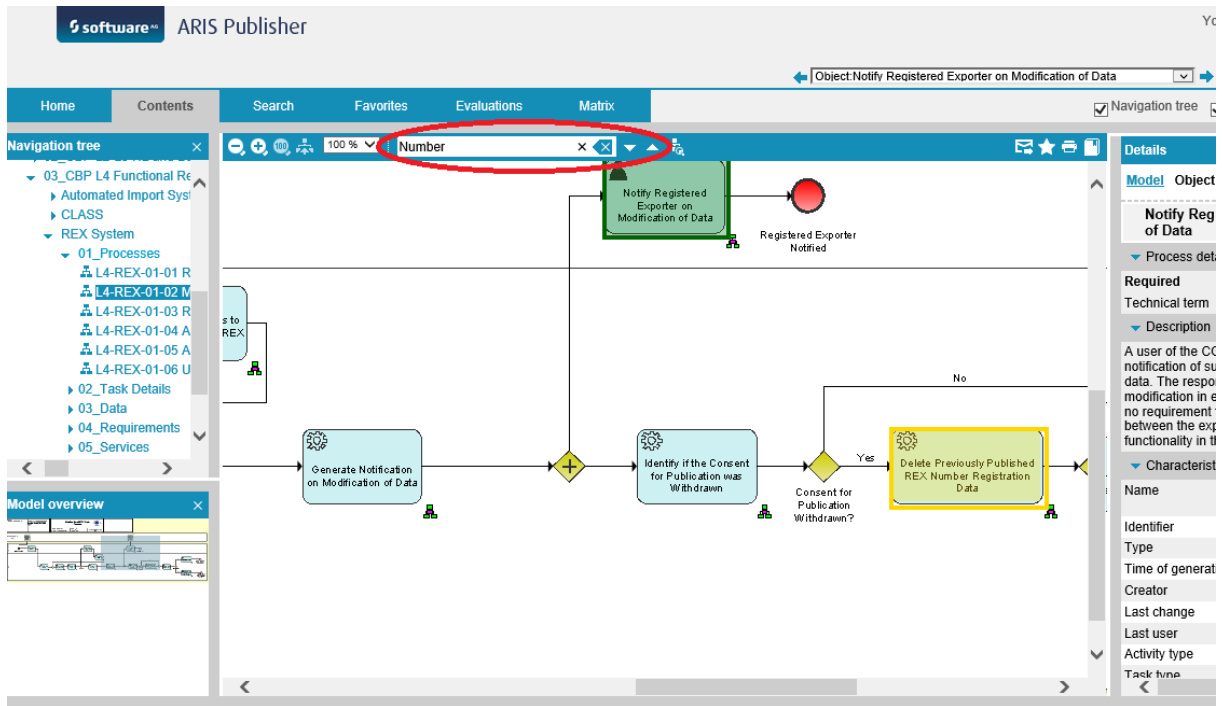 software AG ARIS Publisher
Object:Notify Registered Exporter on Modification of Data
Home Contents Search Favorites Evaluations Matrix
Navigation tree
Navigation tree
03_CBP L4 Functional Re
Automated Import Syst
CLASS
REX System
01_Processes
L4-REX-01-01 R
L4-REX-01-02 M
L4-REX-01-03 R
L4-REX-01-04 A
L4-REX-01-05 A
L4-REX-01-06 U
02_Task Details
03_Data
04_Requirements
05_Services
Model overview
100 %
Number
Notify Registered
Exporter on
Modification of Data
Registered Exporter
Notified
s to
REX
Generate Notification
on Modification of Data
Identify if the Consent
for Publication was
Withdrawn
Consent for
Publication
Withdrawn?
Yes
No
Delete Previously Published
REX Number Registration
Data
Details
Model Object
Notify Reg
of Data
Process deta
Required
Technical term
Description
A user of the CC
notification of su
data. The respon
modification in e
no requirement
between the exp
functionality in th
Characterist
Name
Identifier
Type
Time of generati
Creator
Last change
Last user
Activity type
Task type